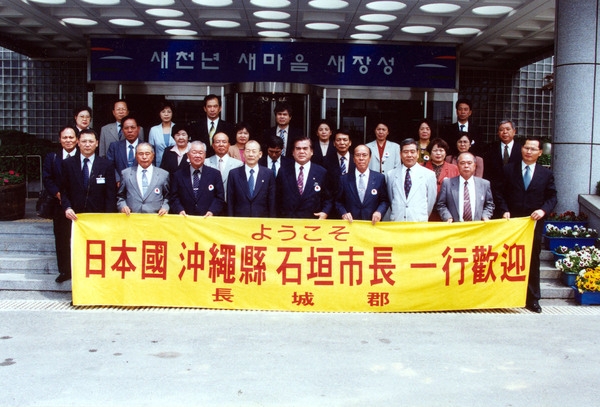 새천년 새마음 새장성
ようこそ
日本國 沖繩縣 石垣市長 一行歡迎
長城郡